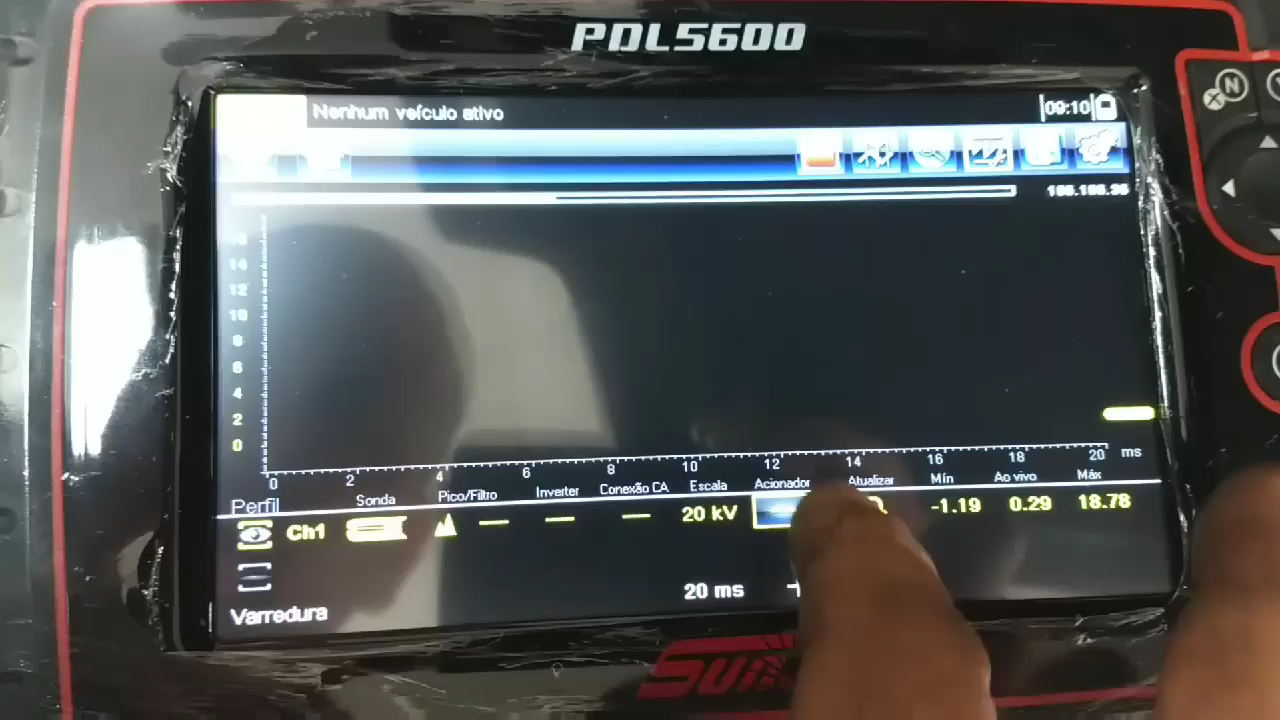 PDL5600
Nenhum veículo ativo
09:10
N
X
14
12
10
8
6
4
2
0
0 2 4 6 8 10 12 14 16 18 20 ms
Perfil Sonda Pico/Filtro Inverter Conexão CA Escala Acionador Atualizar Mín Ao vivo Máx
Ch1 20 kV -1.19 0.29 18.78
20 ms
Varredura